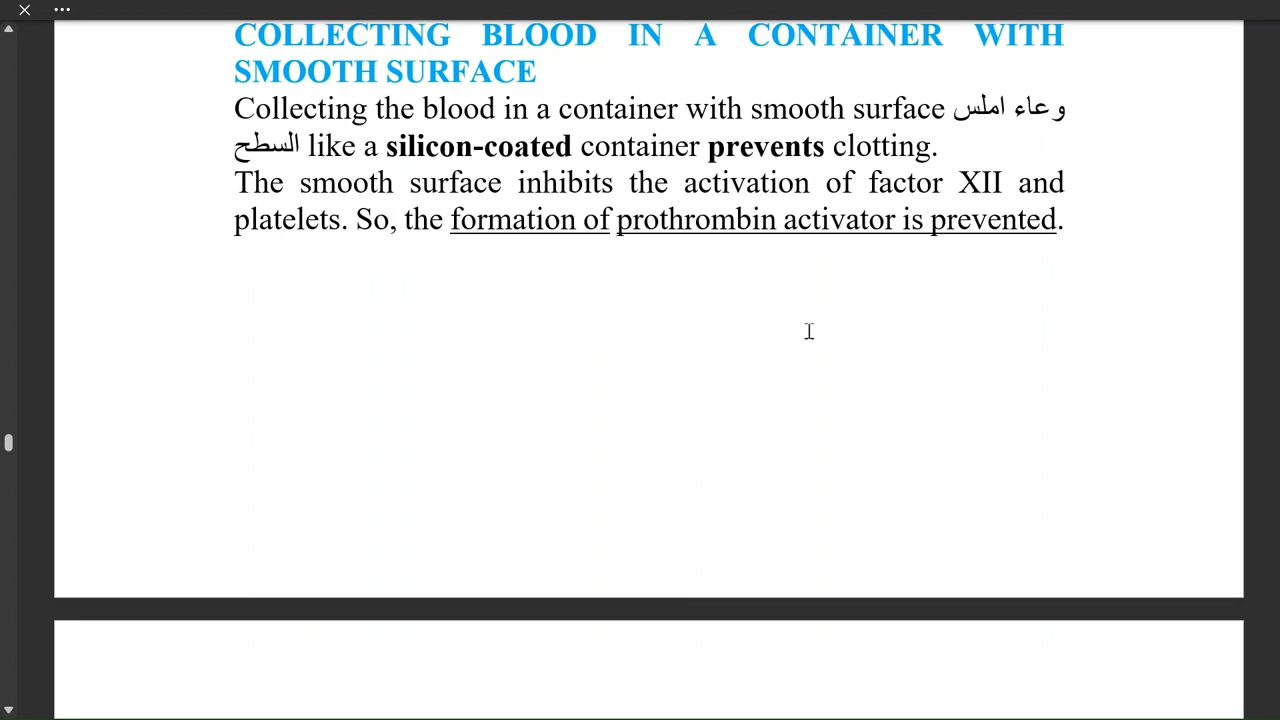 COLLECTING BLOOD IN A CONTAINER WITH
SMOOTH SURFACE
Collecting the blood in a container with smooth surface وعاء املس
السطح like a silicon-coated container prevents clotting.
The smooth surface inhibits the activation of factor XII and
platelets. So, the formation of prothrombin activator is prevented.